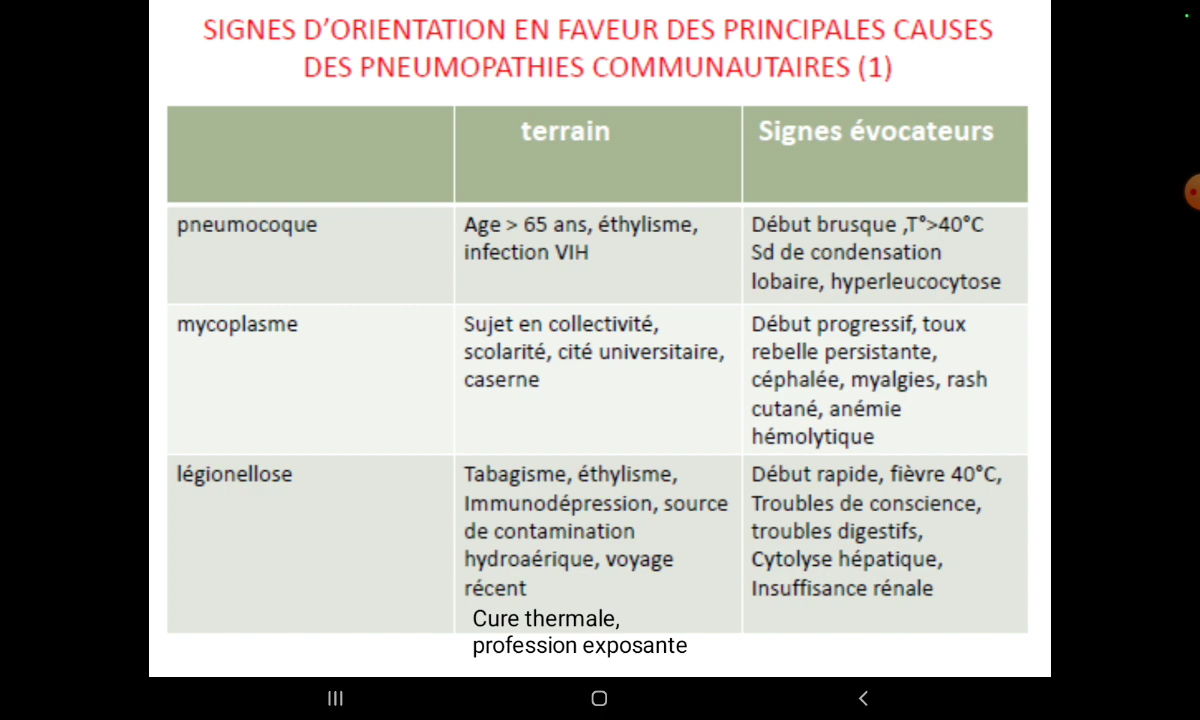 SIGNES D’ORIENTATION EN FAVEUR DES PRINCIPALES CAUSES
DES PNEUMOPATHIES COMMUNAUTAIRES (1)
terrain
Signes évocateurs
pneumocoque
Age > 65 ans, éthylisme,
infection VIH
Début brusque ,T°>40°C
Sd de condensation
lobaire, hyperleucocytose
mycoplasme
Sujet en collectivité,
scolarité, cité universitaire,
caserne
Début progressif, toux
rebelle persistante,
céphalée, myalgies, rash
cutané, anémie
hémolytique
légionellose
Tabagisme, éthylisme,
Immunodépression, source
de contamination
hydroaérique, voyage
récent
Cure thermale,
profession exposante
Début rapide, fièvre 40°C,
Troubles de conscience,
troubles digestifs,
Cytolyse hépatique,
Insuffisance rénale